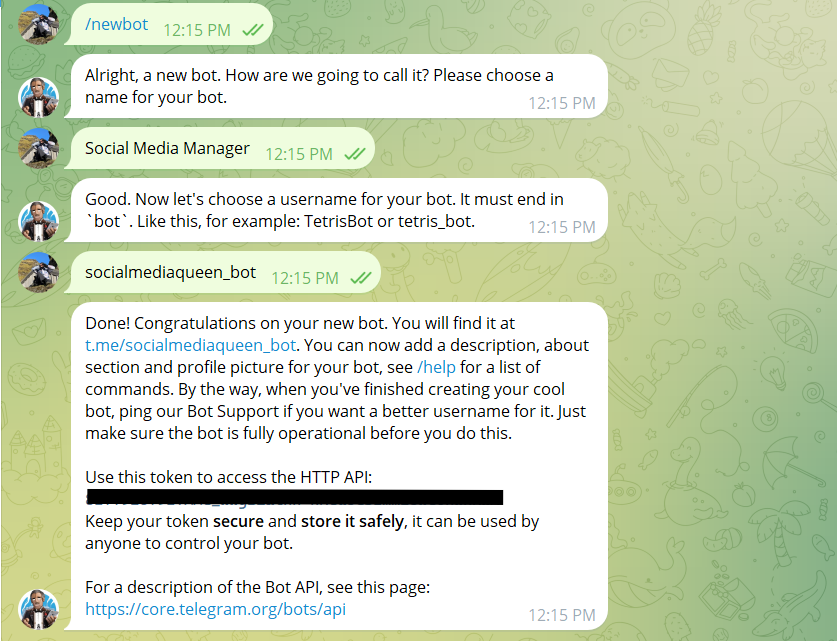 /newbot 12:15 PM
Alright, a new bot. How are we going to call it? Please choose a
name for your bot. 12:15 PM
Social Media Manager 12:15 PM
Good. Now let's choose a username for your bot. It must end in
`bot`. Like this, for example: TetrisBot or tetris_bot. 12:15 PM
socialmediaqueen_bot 12:15 PM
Done! Congratulations on your new bot. You will find it at
t.me/socialmediaqueen_bot. You can now add a description, about
section and profile picture for your bot, see /help for a list of
commands. By the way, when you've finished creating your cool
bot, ping our Bot Support if you want a better username for it. Just
make sure the bot is fully operational before you do this.
Use this token to access the HTTP API:
Keep your token secure and store it safely, it can be used by
anyone to control your bot.
For a description of the Bot API, see this page:
https://core.telegram.org/bots/api 12:15 PM